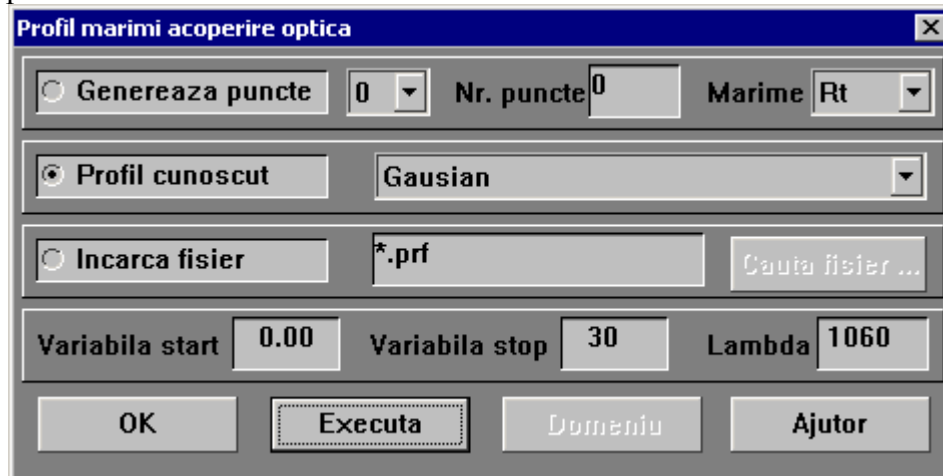 Profil marimi acoperire optica
Genereaza puncte 0 Nr. puncte 0 Marime Rt
Profil cunoscut Gausian
Incarca fisier *.prf Cauta fisier ...
Variabila start 0.00 Variabila stop 30 Lambda 1060
OK Executa Domeniu Ajutor